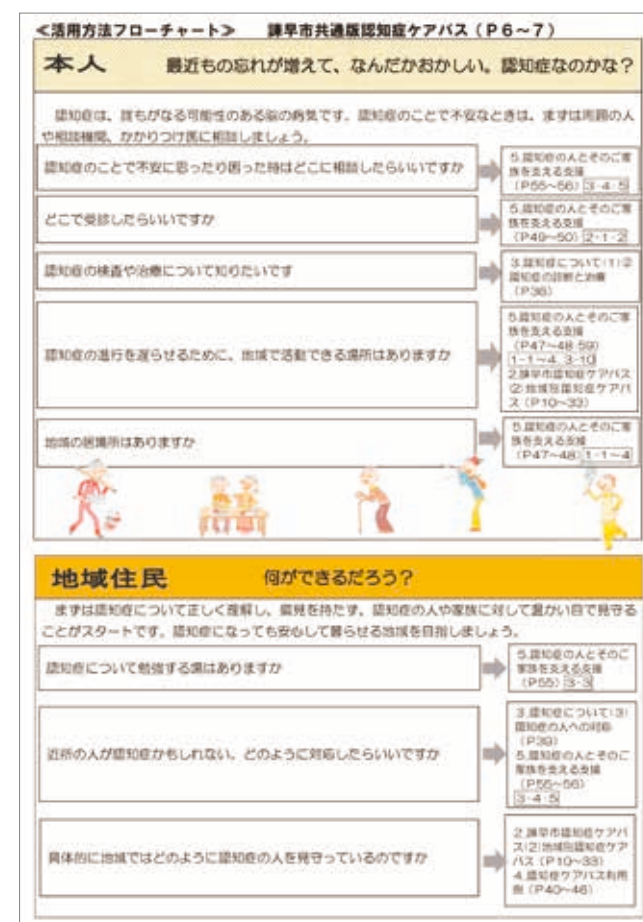 ≪活用方法フローチャート≫　諫早市共通版認知症ケアパス（P６～７）
本人　最近もの忘れが増えて、なんだかおかしい。認知症なのかな？
認知症は、誰もがなる可能性のある脳の病気です。認知症のことで不安なときは、まずは周囲の人
や相談機関、かかりつけ医に相談しましょう。
認知症のことで不安に思ったり困った時はどこに相談したらいいですか
5.認知症の人とそのご家
族を支える支援
（P55～56）3-4・5
どこで受診したらいいですか
5.認知症の人とそのご家
族を支える支援
（P49～50）2-1・2
認知症の検査や治療について知りたいです
3.認知症について（1）②
認知症の診断と治療
（P36）
認知症の進行を遅らせるために、地域で活動できる場所はありますか
5.認知症の人とそのご家
族を支える支援
（P47～48・59）
1-1～4、3-10
2.諫早市認知症ケアパス
（2）地域別認知症ケアパ
ス（P10～33）
地域の居場所はありますか
5.認知症の人とそのご家
族を支える支援
（P47～48）1-1～4
地域住民　何ができるだろう？
まずは認知症について正しく理解し、偏見を持たず、認知症の人や家族に対して温かい目で見守る
ことがスタートです。認知症になっても安心して暮らせる地域を目指しましょう。
認知症について勉強する場はありますか
5.認知症の人とそのご
家族を支える支援
（P55）3-3
近所の人が認知症かもしれない、どのように対応したらいいですか
3.認知症について（3）
認知症の人への対応
（P39）
5.認知症の人とそのご
家族を支える支援
（P55～56）
3-4・5
具体的に地域ではどのように認知症の人を見守っているのですか
2.諫早市認知症ケアパ
ス（2）地域別認知症ケア
パス（P10～33）
4.認知症ケアパス利用
例（P40～46）